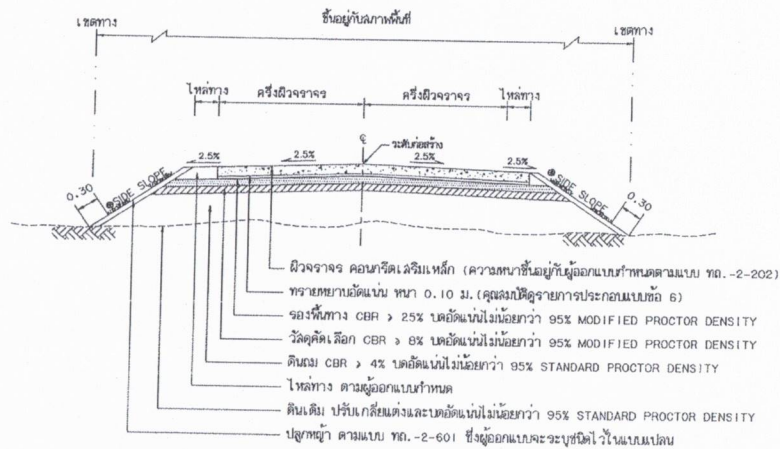 ขึ้นอยู่กับสภาพพื้นที่
เขตทาง
เขตทาง
ไหล่ทาง
ครึ่งผิวจราจร
ครึ่งผิวจราจร
ไหล่ทาง
℄
ระดับก่อสร้าง
2.5%
2.5%
2.5%
2.5%
0.30
SIDE SLOPE
SIDE SLOPE
0.30
ผิวจราจร คอนกรีตเสริมเหล็ก (ความหนาขึ้นอยู่กับผู้ออกแบบกำหนดตามแบบ ทถ.-2-202)
ทรายหยาบอัดแน่น หนา 0.10 ม.(คุณสมบัติดูรายการประกอบแบบข้อ 6)
รองพื้นทาง CBR > 25% บดอัดแน่นไม่น้อยกว่า 95% MODIFIED PROCTOR DENSITY
วัสดุคัดเลือก CBR > 8% บดอัดแน่นไม่น้อยกว่า 95% MODIFIED PROCTOR DENSITY
ดินถม CBR > 4% บดอัดแน่นไม่น้อยกว่า 95% STANDARD PROCTOR DENSITY
ไหล่ทาง ตามผู้ออกแบบกำหนด
ดินเดิม ปรับเกลี่ยแต่งและบดอัดแน่นไม่น้อยกว่า 95% STANDARD PROCTOR DENSITY
ปลูกหญ้า ตามแบบ ทถ.-2-601 ซึ่งผู้ออกแบบจะระบุชนิดไว้ในแบบแปลน